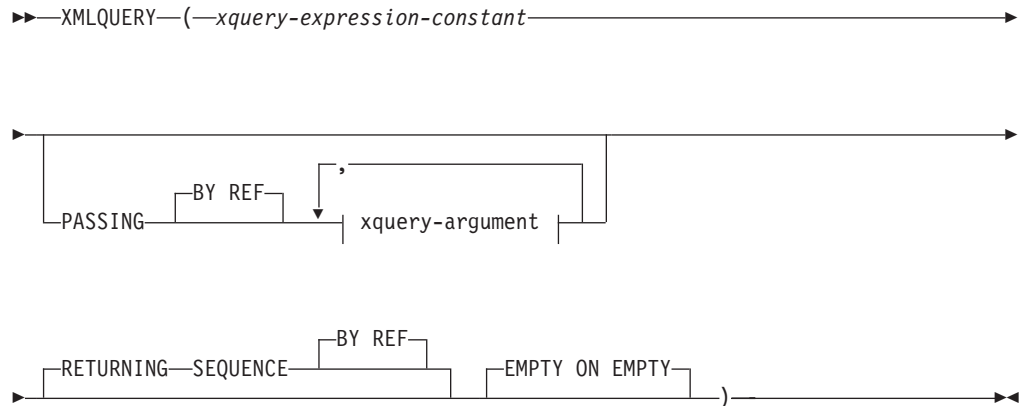 XMLQUERY ( xquery-expression-constant
,
BY REF
PASSING xquery-argument
BY REF
RETURNING SEQUENCE EMPTY ON EMPTY
)